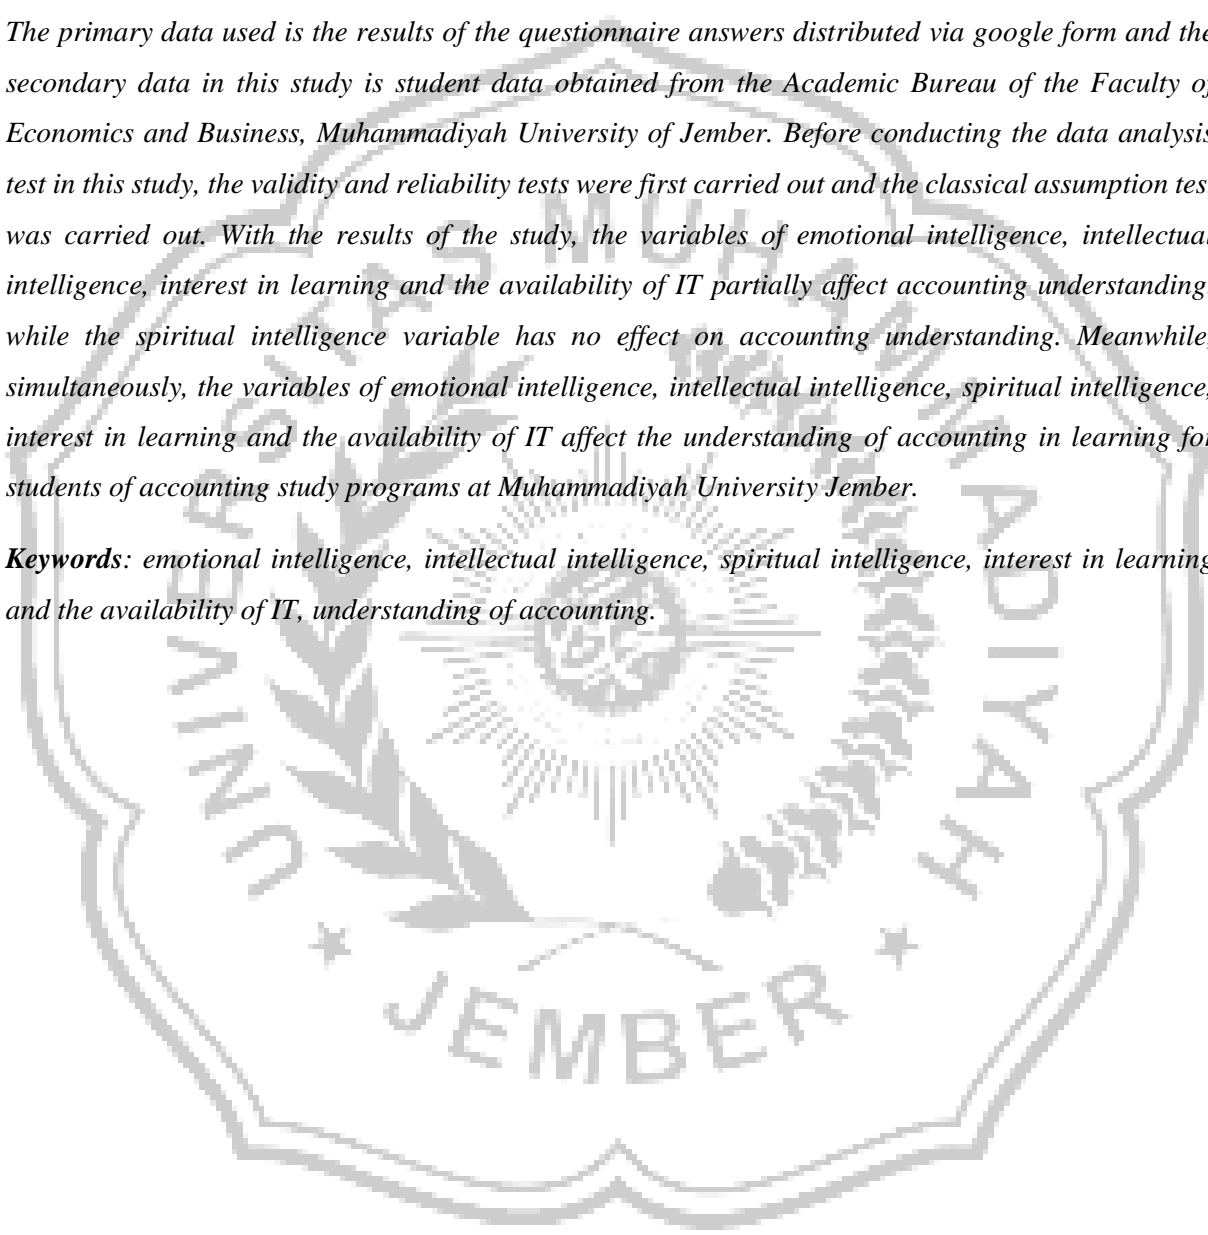 The primary data used is the results of the questionnaire answers distributed via google form and the
secondary data in this study is student data obtained from the Academic Bureau of the Faculty of
Economics and Business, Muhammadiyah University of Jember. Before conducting the data analysis
test in this study, the validity and reliability tests were first carried out and the classical assumption test
was carried out. With the results of the study, the variables of emotional intelligence, intellectual
intelligence, interest in learning and the availability of IT partially affect accounting understanding.
while the spiritual intelligence variable has no effect on accounting understanding. Meanwhile,
simultaneously, the variables of emotional intelligence, intellectual intelligence, spiritual intelligence,
interest in learning and the availability of IT affect the understanding of accounting in learning for
students of accounting study programs at Muhammadiyah University Jember.
Keywords: emotional intelligence, intellectual intelligence, spiritual intelligence, interest in learning
and the availability of IT, understanding of accounting.
UNIVERSITAS MUHAMMADIYAH
JEMBER